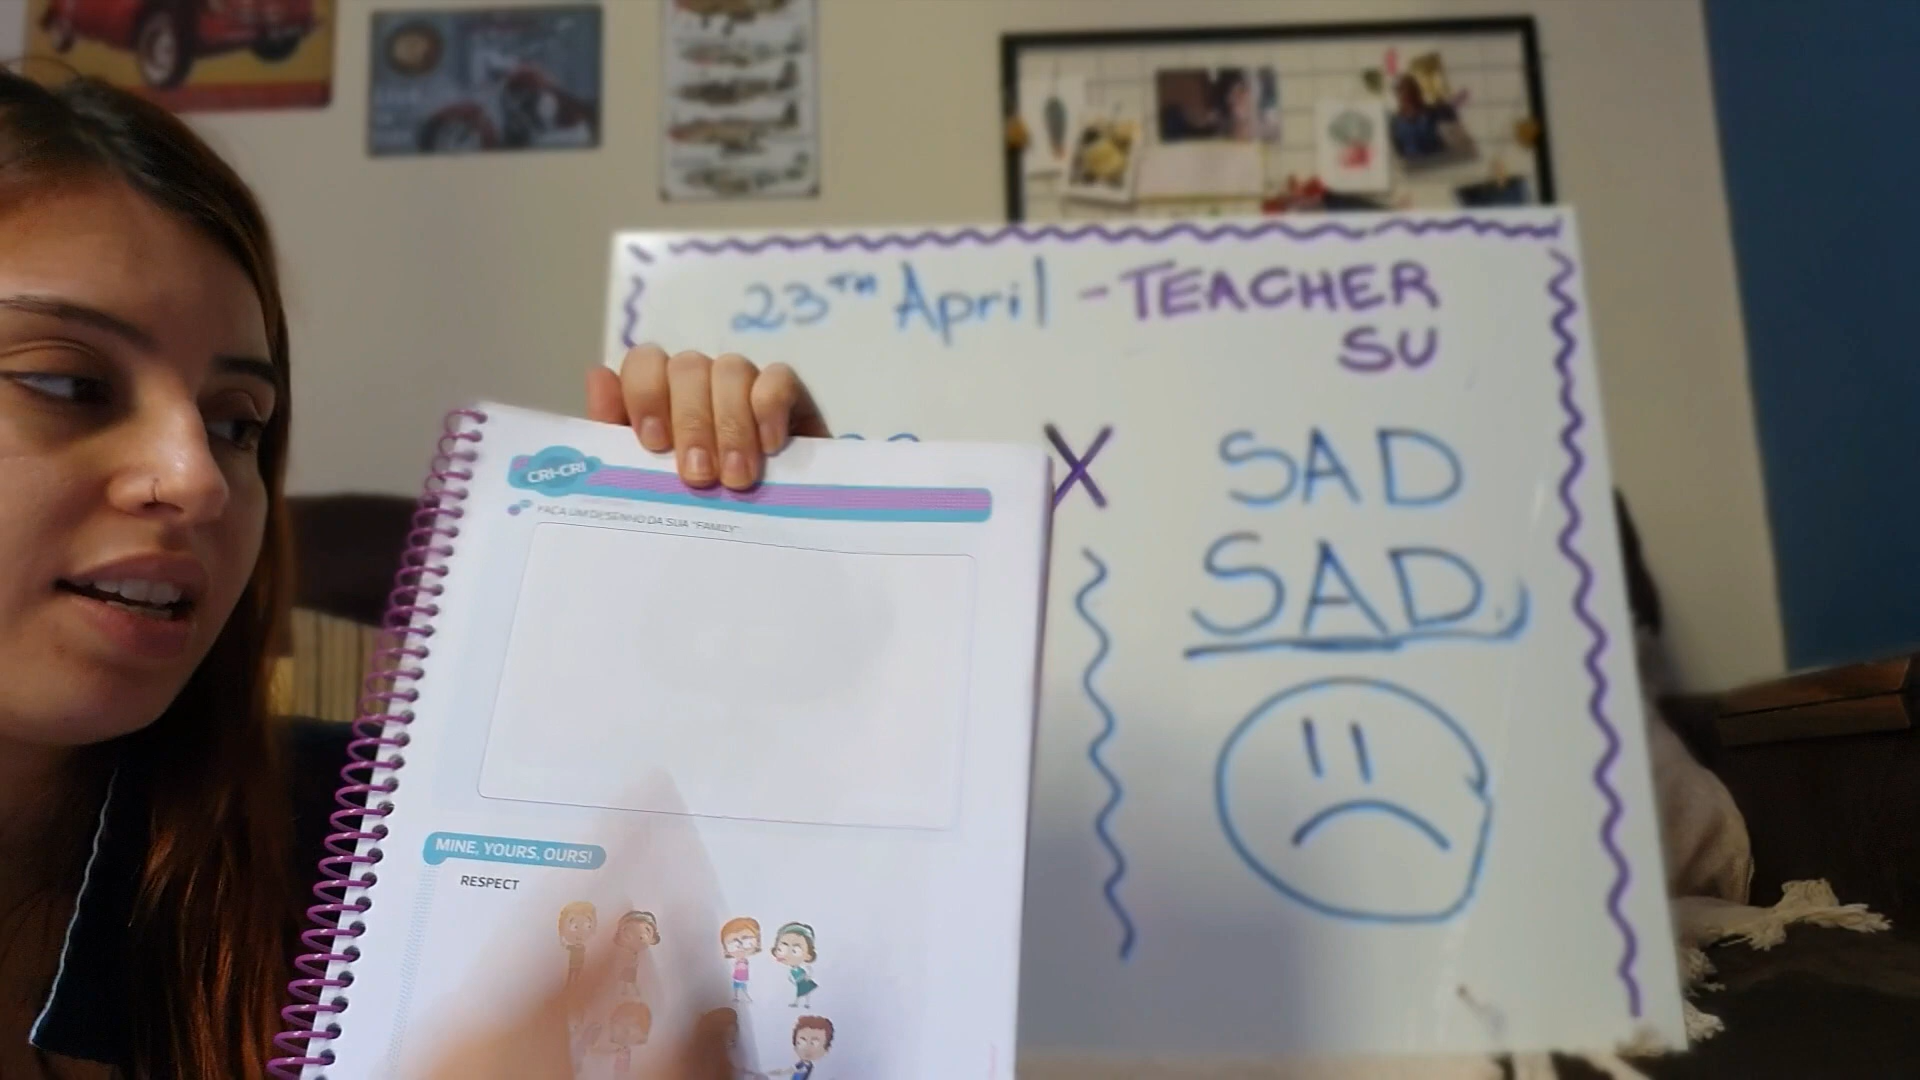 23TH April - TEACHER
SU
X SAD
SAD
CRI-CRI
FAÇA UM DESENHO DA SUA "FAMILY"
MINE, YOURS, OURS!
RESPECT